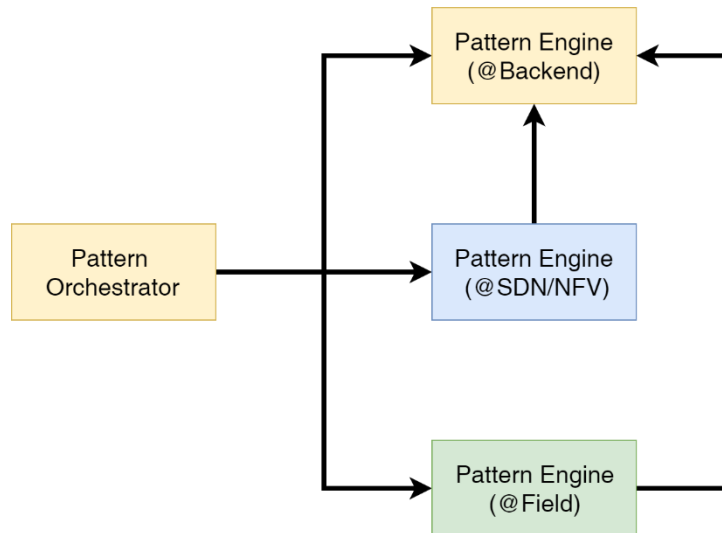 Pattern Engine
(@Backend)
Pattern
Orchestrator
Pattern Engine
(@SDN/NFV)
Pattern Engine
(@Field)